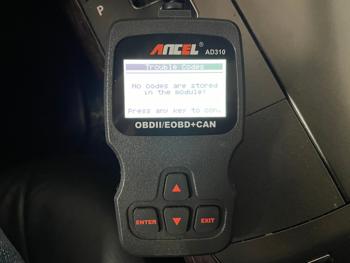 P
ANCEL®
AD310
Trouble Codes
No codes are stored
in the module!
Press any key to con.
OBDII/EOBD+CAN
ENTER
EXIT